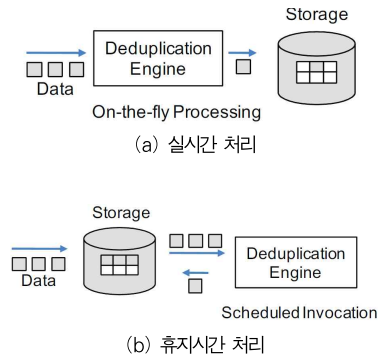 Storage
Deduplication
Engine
Data
On-the-fly Processing
(a) 실시간 처리
Storage
Data
Deduplication
Engine
Scheduled Invocation
(b) 휴지시간 처리